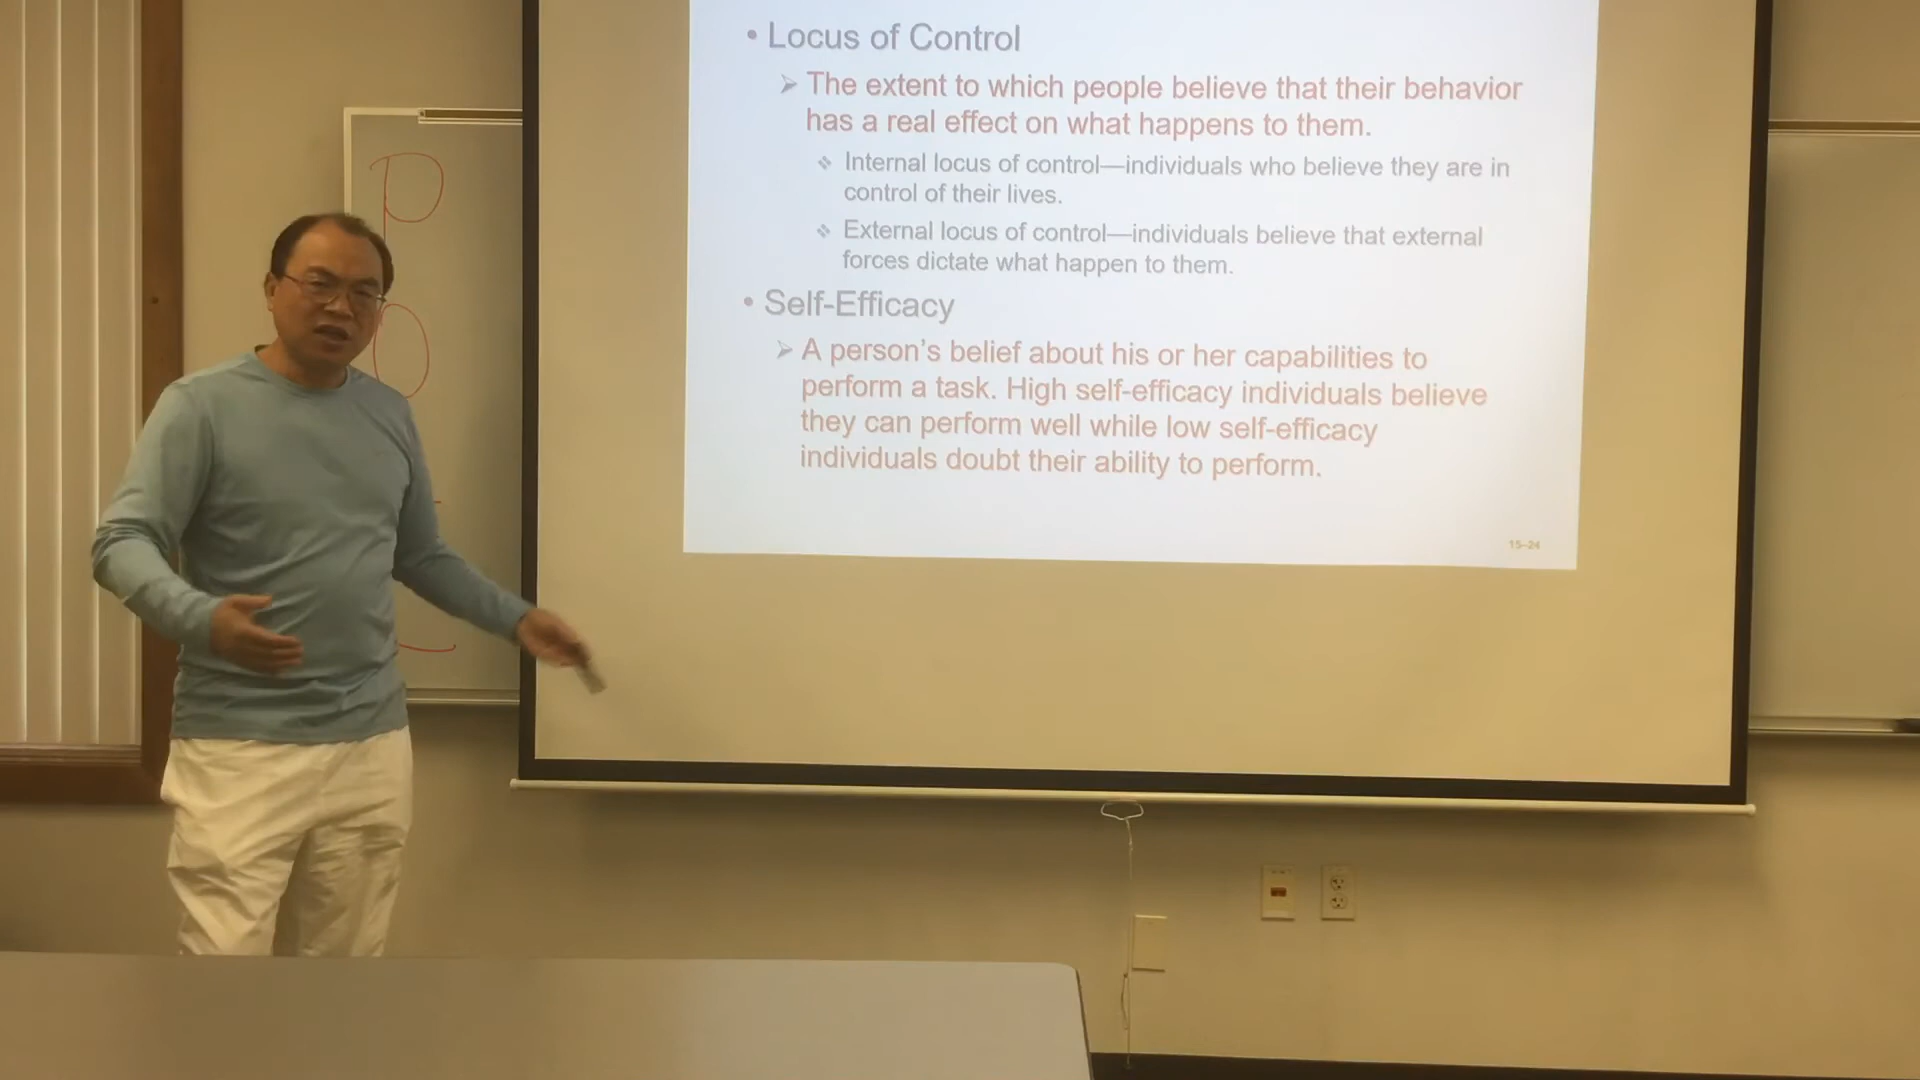 • Locus of Control
The extent to which people believe that their behavior
has a real effect on what happens to them.
Internal locus of control—individuals who believe they are in
control of their lives.
External locus of control—individuals believe that external
forces dictate what happen to them.
• Self-Efficacy
A person's belief about his or her capabilities to
perform a task. High self-efficacy individuals believe
they can perform well while low self-efficacy
individuals doubt their ability to perform.
15–24
P
O
L